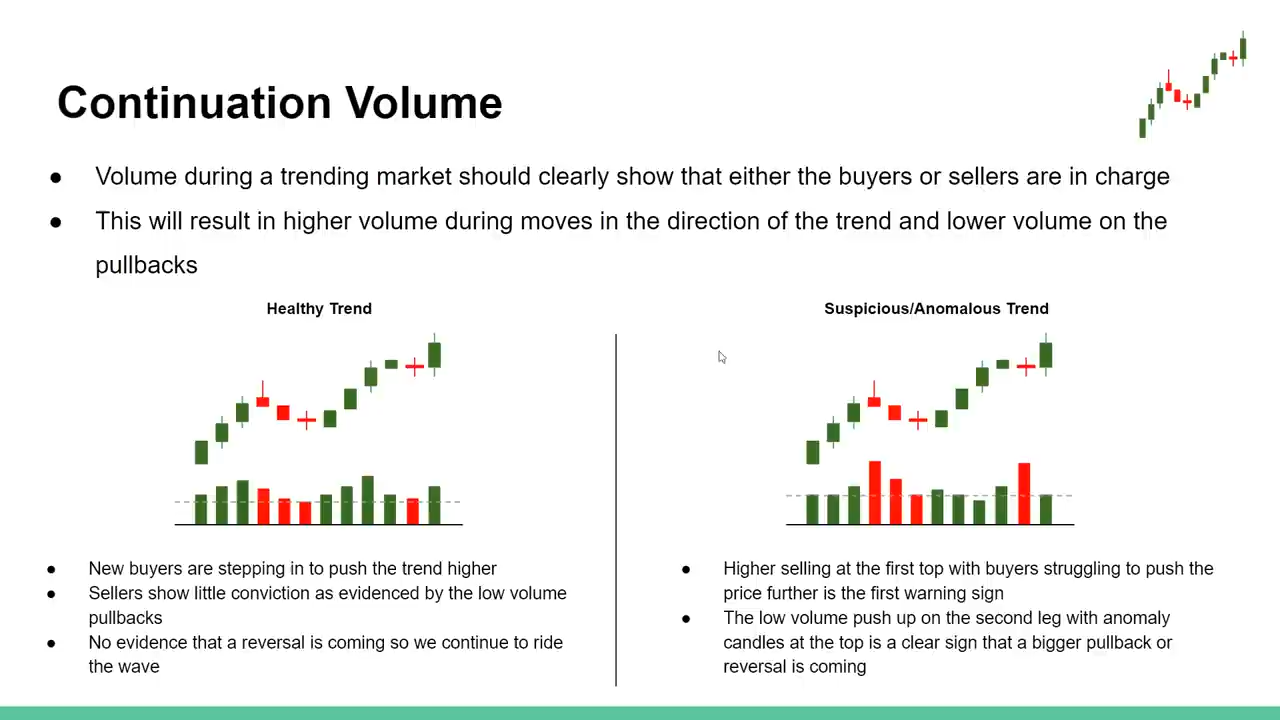 Continuation Volume
● Volume during a trending market should clearly show that either the buyers or sellers are in charge
● This will result in higher volume during moves in the direction of the trend and lower volume on the
pullbacks
Healthy Trend
● New buyers are stepping in to push the trend higher
● Sellers show little conviction as evidenced by the low volume
pullbacks
● No evidence that a reversal is coming so we continue to ride
the wave
Suspicious/Anomalous Trend
● Higher selling at the first top with buyers struggling to push the
price further is the first warning sign
● The low volume push up on the second leg with anomaly
candles at the top is a clear sign that a bigger pullback or
reversal is coming